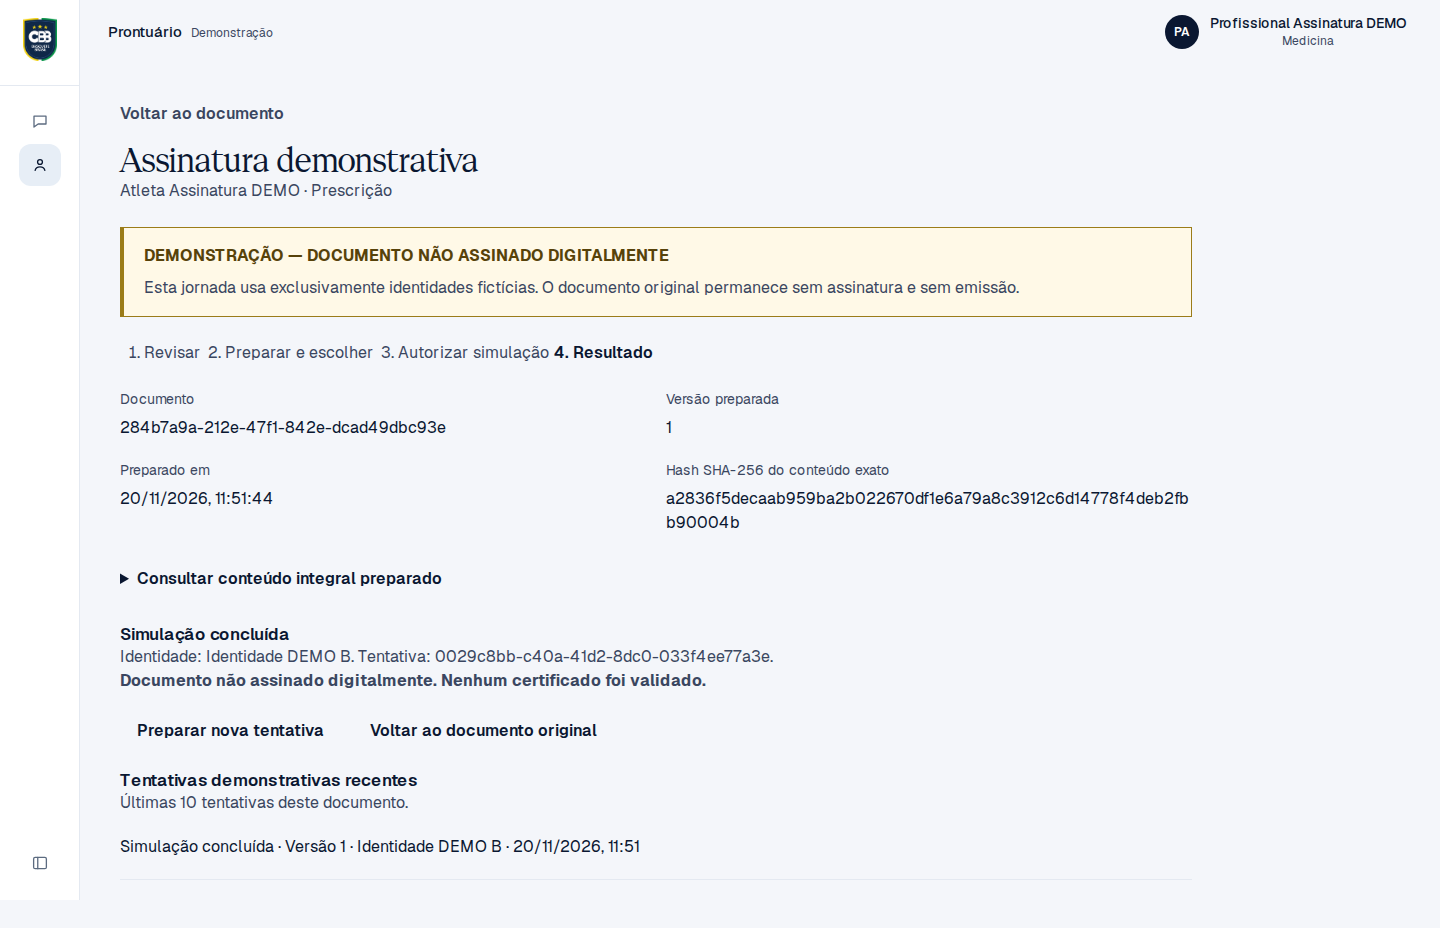 CBB
Prontuário Demonstração
PA
Profissional Assinatura DEMO
Medicina
Voltar ao documento
Assinatura demonstrativa
Atleta Assinatura DEMO · Prescrição
DEMONSTRAÇÃO — DOCUMENTO NÃO ASSINADO DIGITALMENTE
Esta jornada usa exclusivamente identidades fictícias. O documento original permanece sem assinatura e sem emissão.
1. Revisar 2. Preparar e escolher 3. Autorizar simulação 4. Resultado
Documento
284b7a9a-212e-47f1-842e-dcad49dbc93e
Versão preparada
1
Preparado em
20/11/2026, 11:51:44
Hash SHA-256 do conteúdo exato
a2836f5decaab959ba2b022670df1e6a79a8c3912c6d14778f4deb2fb
b90004b
Consultar conteúdo integral preparado
Simulação concluída
Identidade: Identidade DEMO B. Tentativa: 0029c8bb-c40a-41d2-8dc0-033f4ee77a3e.
Documento não assinado digitalmente. Nenhum certificado foi validado.
Preparar nova tentativa
Voltar ao documento original
Tentativas demonstrativas recentes
Últimas 10 tentativas deste documento.
Simulação concluída · Versão 1 · Identidade DEMO B · 20/11/2026, 11:51